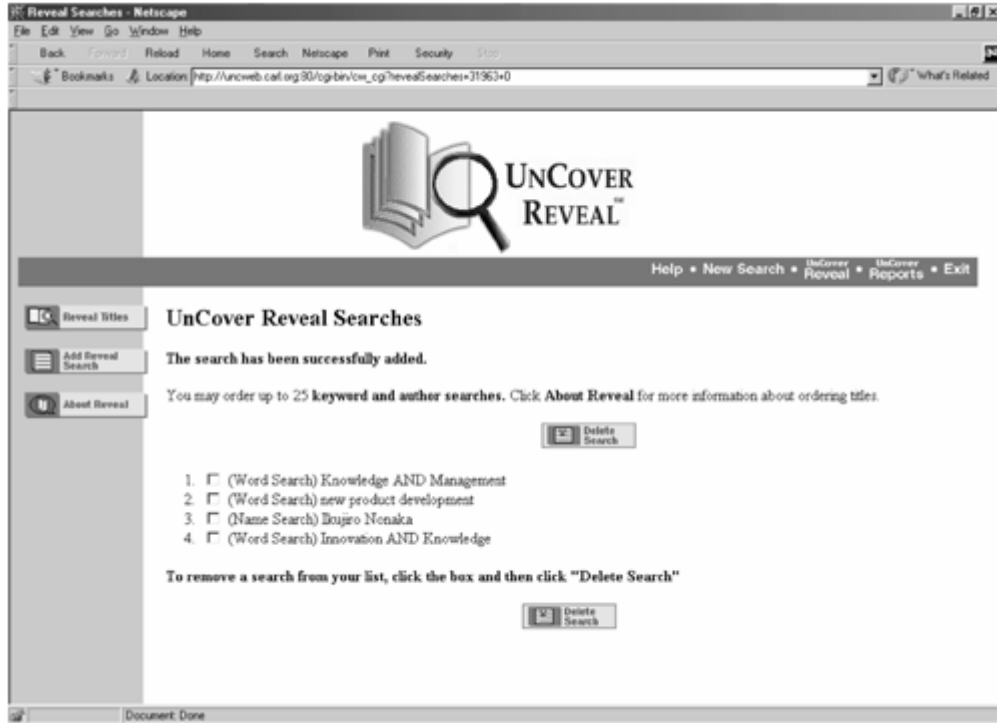 Reveal Searches - Netscape
File Edit View Go Window Help
Back Forward Reload Home Search Netscape Print Security Stop
Bookmarks Location http://uncweb.carl.org:80/cgi-bin/cw_cgi?revealSearches+31963+0 What's Related
UNCOVER
REVEAL™
Help • New Search • UnCover Reveal • UnCover Reports • Exit
Reveal Titles
Add Reveal Search
About Reveal
UnCover Reveal Searches
The search has been successfully added.
You may order up to 25 keyword and author searches. Click About Reveal for more information about ordering titles.
Delete Search
1. (Word Search) Knowledge AND Management
2. (Word Search) new product development
3. (Name Search) Ikujiro Nonaka
4. (Word Search) Innovation AND Knowledge
To remove a search from your list, click the box and then click "Delete Search"
Delete Search
Document: Done